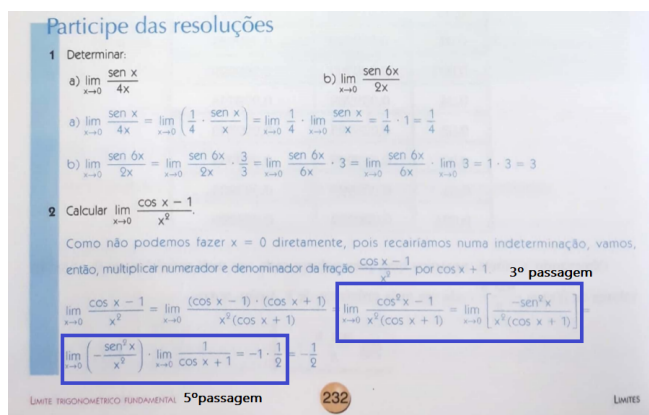 Participe das resoluções
1 Determinar:
a) lim x→0 sen x / 4x b) lim x→0 sen 6x / 2x
a) lim x→0 sen x / 4x = lim x→0 (1/4 · sen x / x) = lim x→0 1/4 · lim x→0 sen x / x = 1/4 · 1 = 1/4
b) lim x→0 sen 6x / 2x = lim x→0 sen 6x / 2x · 3/3 = lim x→0 sen 6x / 6x · 3 = lim x→0 sen 6x / 6x · lim x→0 3 = 1 · 3 = 3
2 Calcular lim x→0 cos x − 1 / x².
Como não podemos fazer x = 0 diretamente, pois recairíamos numa indeterminação, vamos,
então, multiplicar numerador e denominador da fração cos x − 1 / x² por cos x + 1
3º passagem
lim x→0 cos x − 1 / x² = lim x→0 (cos x − 1) · (cos x + 1) / x²(cos x + 1) = lim x→0 cos²x − 1 / x²(cos x + 1) = lim x→0 [−sen²x / x²(cos x + 1)] =
lim x→0 (− sen²x / x²) · lim x→0 1 / cos x + 1 = −1 · 1/2 = − 1/2
LIMITE TRIGONOMÉTRICO FUNDAMENTAL 5ºpassagem 232 LIMITES